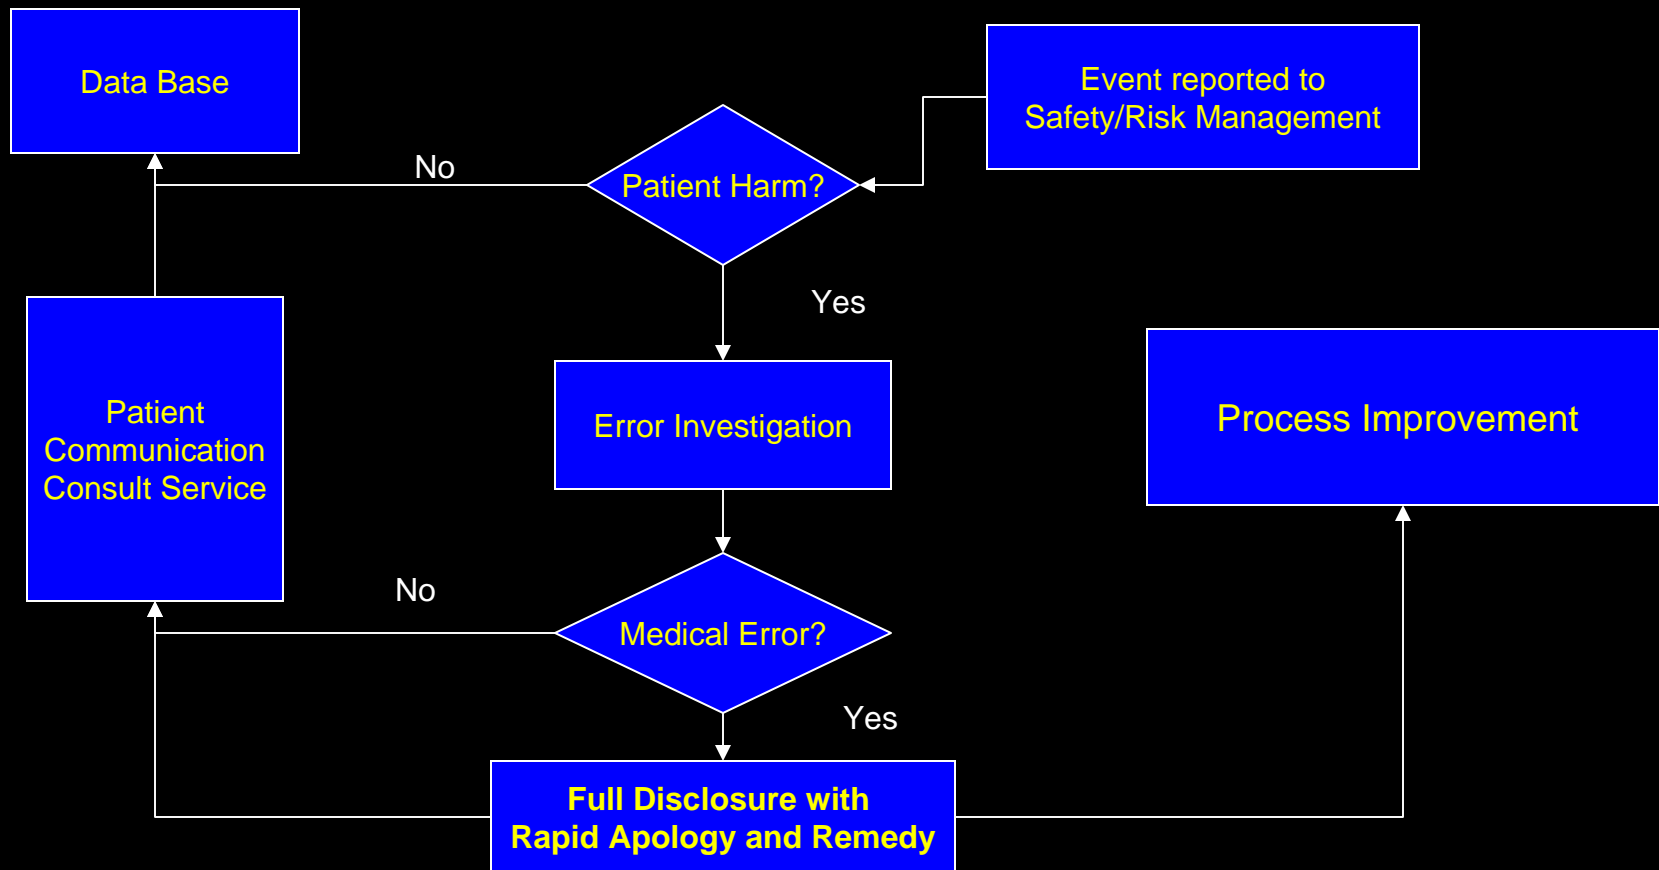 Data Base
Event reported to
Safety/Risk Management
No
Patient Harm?
Yes
Patient
Communication
Consult Service
Error Investigation
Process Improvement
No
Medical Error?
Yes
Full Disclosure with
Rapid Apology and Remedy